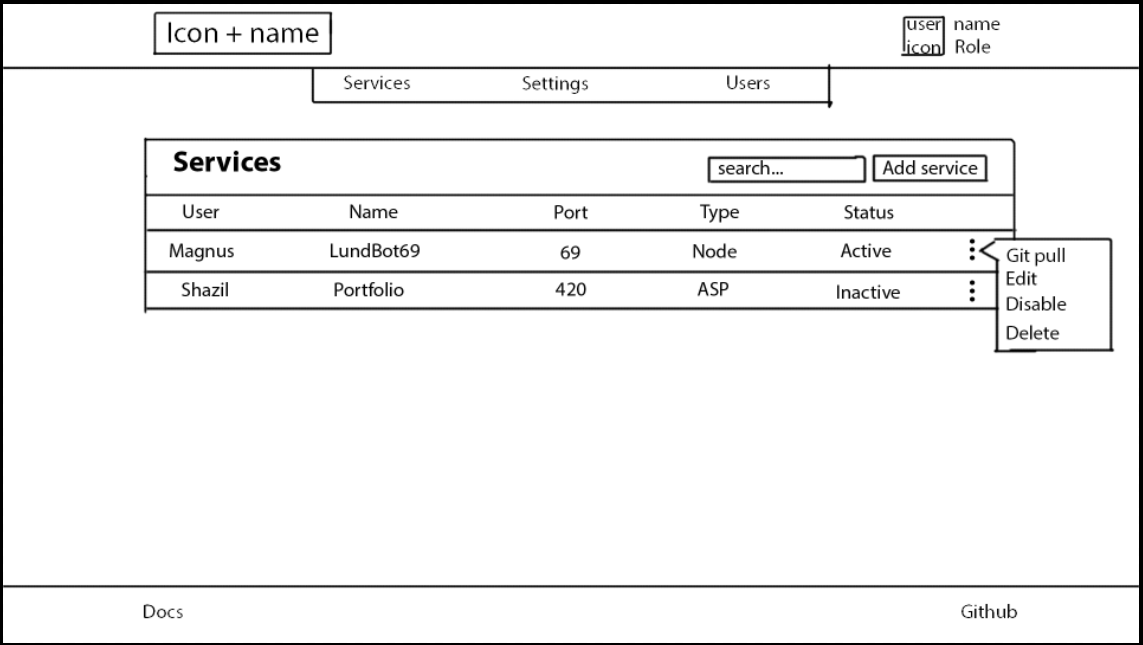 Icon + name
user icon
name
Role
Services Settings Users
Services
search...
Add service
User Name Port Type Status
Magnus LundBot69 69 Node Active
Shazil Portfolio 420 ASP Inactive
Git pull
Edit
Disable
Delete
Docs
Github